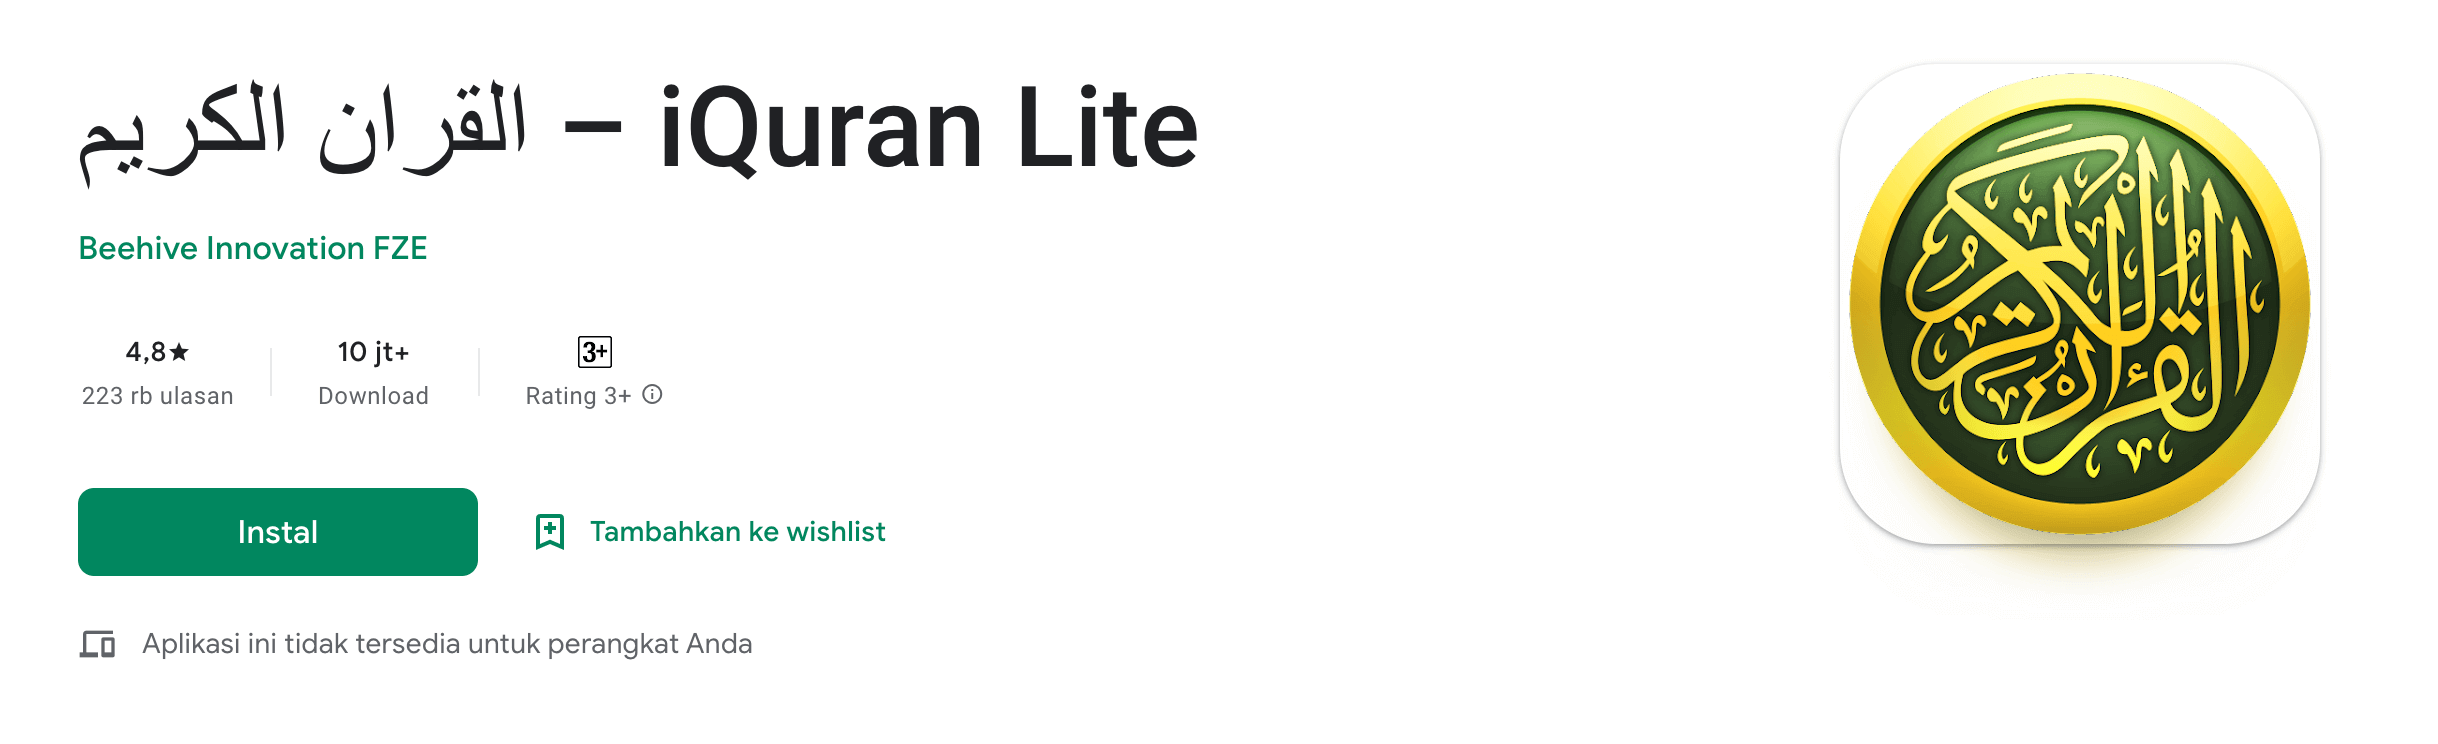 القران الكريم – iQuran Lite
Beehive Innovation FZE
4,8★
223 rb ulasan
10 jt+
Download
3+
Rating 3+
Instal
Tambahkan ke wishlist
Aplikasi ini tidak tersedia untuk perangkat Anda
القرآن الكريم